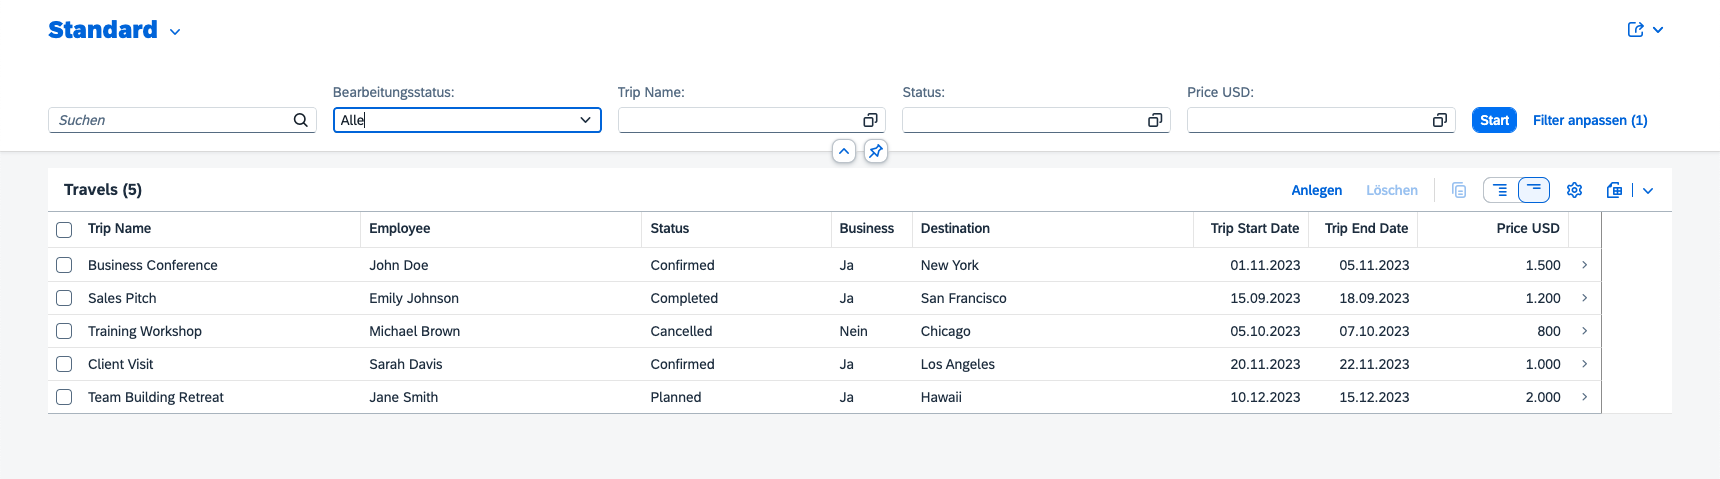 Standard
Bearbeitungsstatus: Trip Name: Status: Price USD:
Suchen Alle Start Filter anpassen (1)
Travels (5) Anlegen Löschen
Trip Name Employee Status Business Destination Trip Start Date Trip End Date Price USD
Business Conference John Doe Confirmed Ja New York 01.11.2023 05.11.2023 1.500
Sales Pitch Emily Johnson Completed Ja San Francisco 15.09.2023 18.09.2023 1.200
Training Workshop Michael Brown Cancelled Nein Chicago 05.10.2023 07.10.2023 800
Client Visit Sarah Davis Confirmed Ja Los Angeles 20.11.2023 22.11.2023 1.000
Team Building Retreat Jane Smith Planned Ja Hawaii 10.12.2023 15.12.2023 2.000